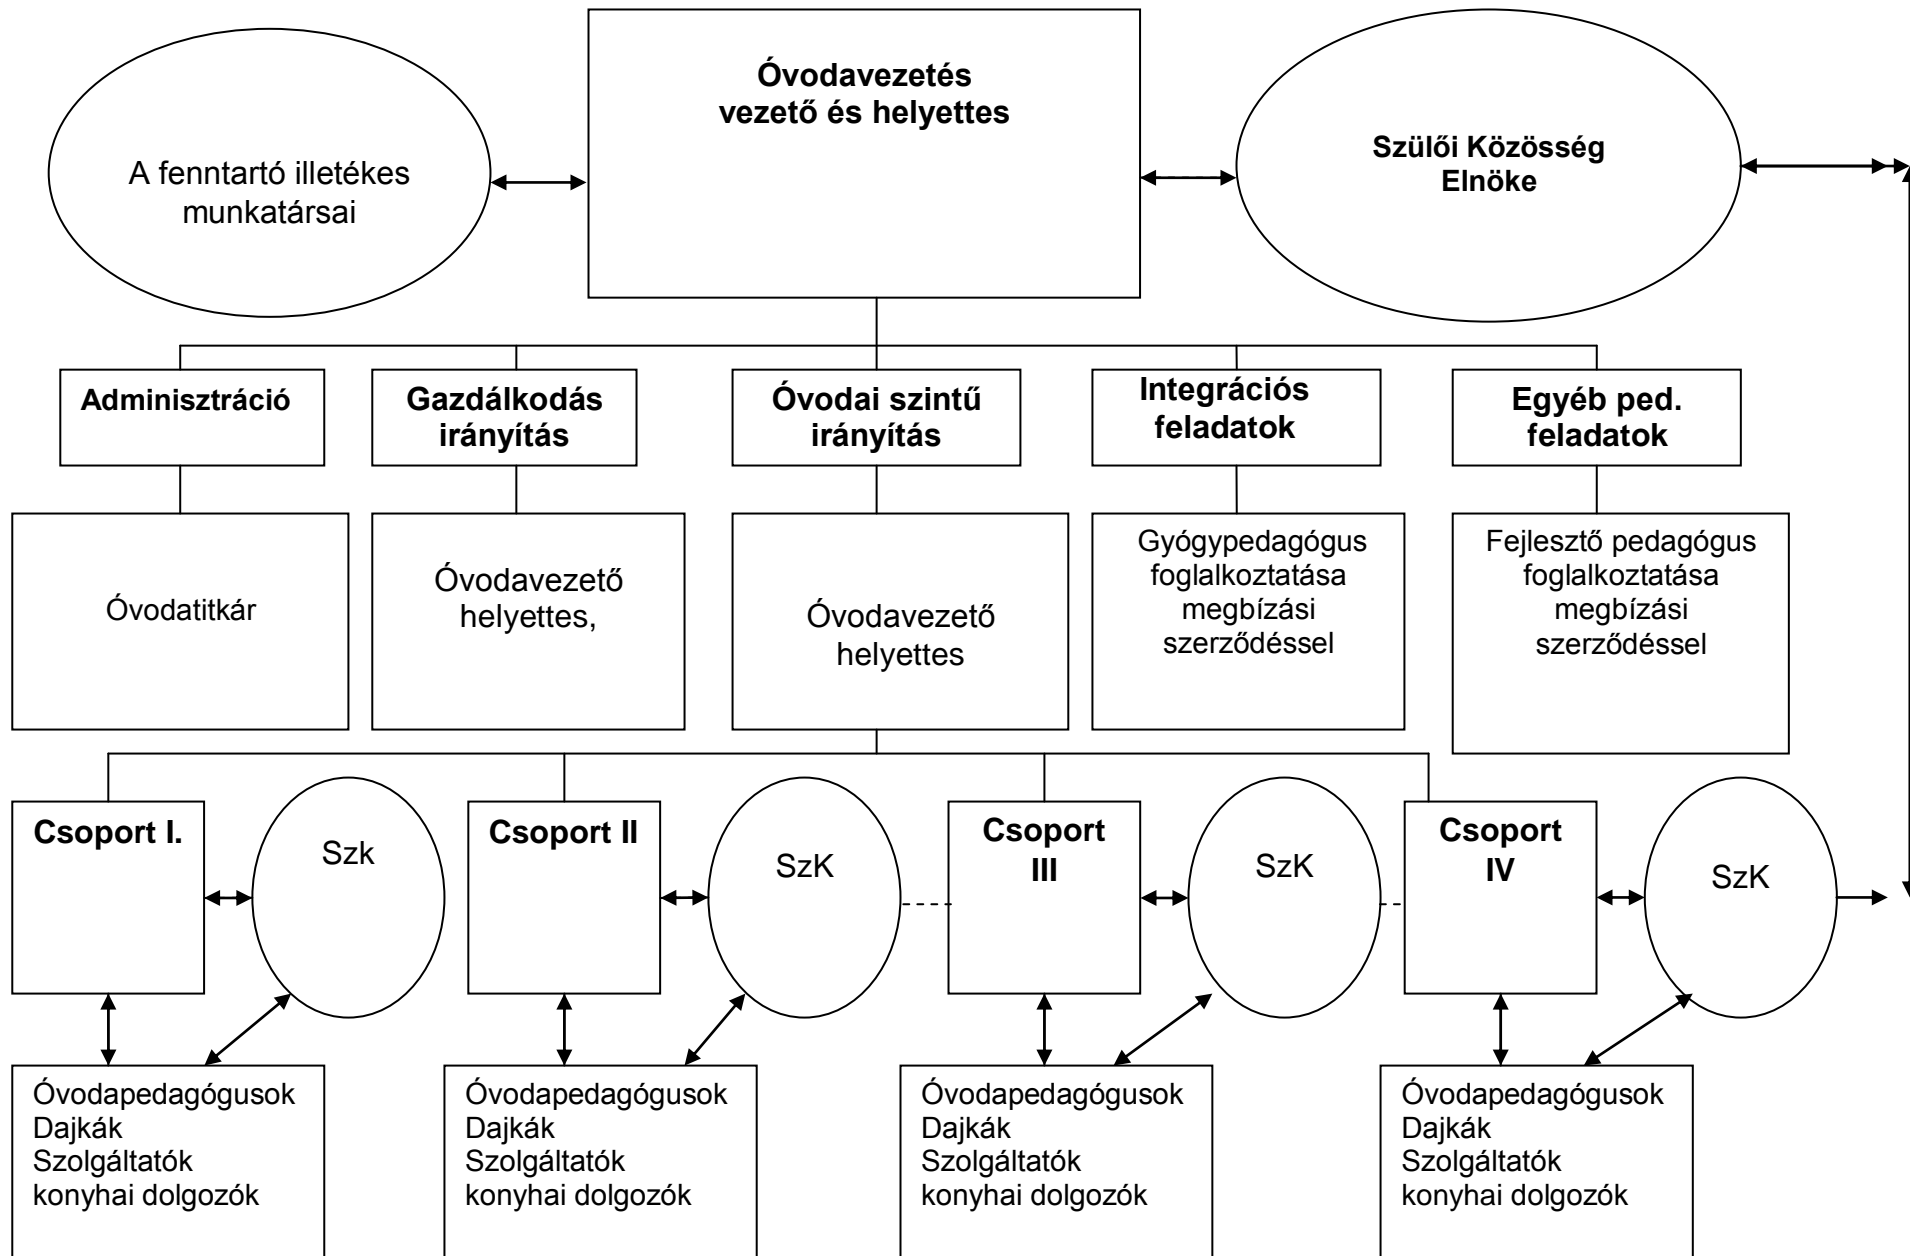 Óvodavezetés
vezető és helyettes
A fenntartó illetékes
munkatársai
Szülői Közösség
Elnöke
Adminisztráció
Gazdálkodás
irányítás
Óvodai szintű
irányítás
Integrációs
feladatok
Egyéb ped.
feladatok
Óvodatitkár
Óvodavezető
helyettes,
Óvodavezető
helyettes
Gyógypedagógus
foglalkoztatása
megbízási
szerződéssel
Fejlesztő pedagógus
foglalkoztatása
megbízási
szerződéssel
Csoport I.
Szk
Csoport II
SzK
Csoport
III
SzK
Csoport
IV
SzK
Óvodapedagógusok
Dajkák
Szolgáltatók
konyhai dolgozók
Óvodapedagógusok
Dajkák
Szolgáltatók
konyhai dolgozók
Óvodapedagógusok
Dajkák
Szolgáltatók
konyhai dolgozók
Óvodapedagógusok
Dajkák
Szolgáltatók
konyhai dolgozók